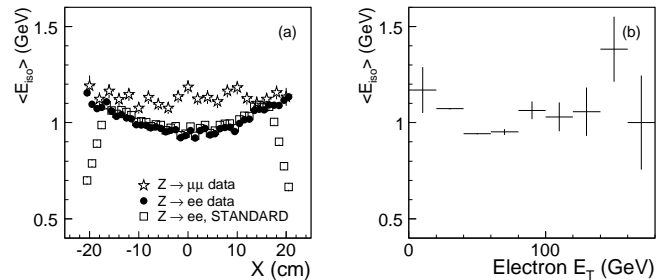 <E_iso> (GeV)
1.5
1
0.5
(a)
Z → μμ data
Z → ee data
Z → ee, STANDARD
-20 -10 0 10 20
X (cm)
<E_iso> (GeV)
1.5
1
0.5
(b)
0 100 200
Electron E_T (GeV)